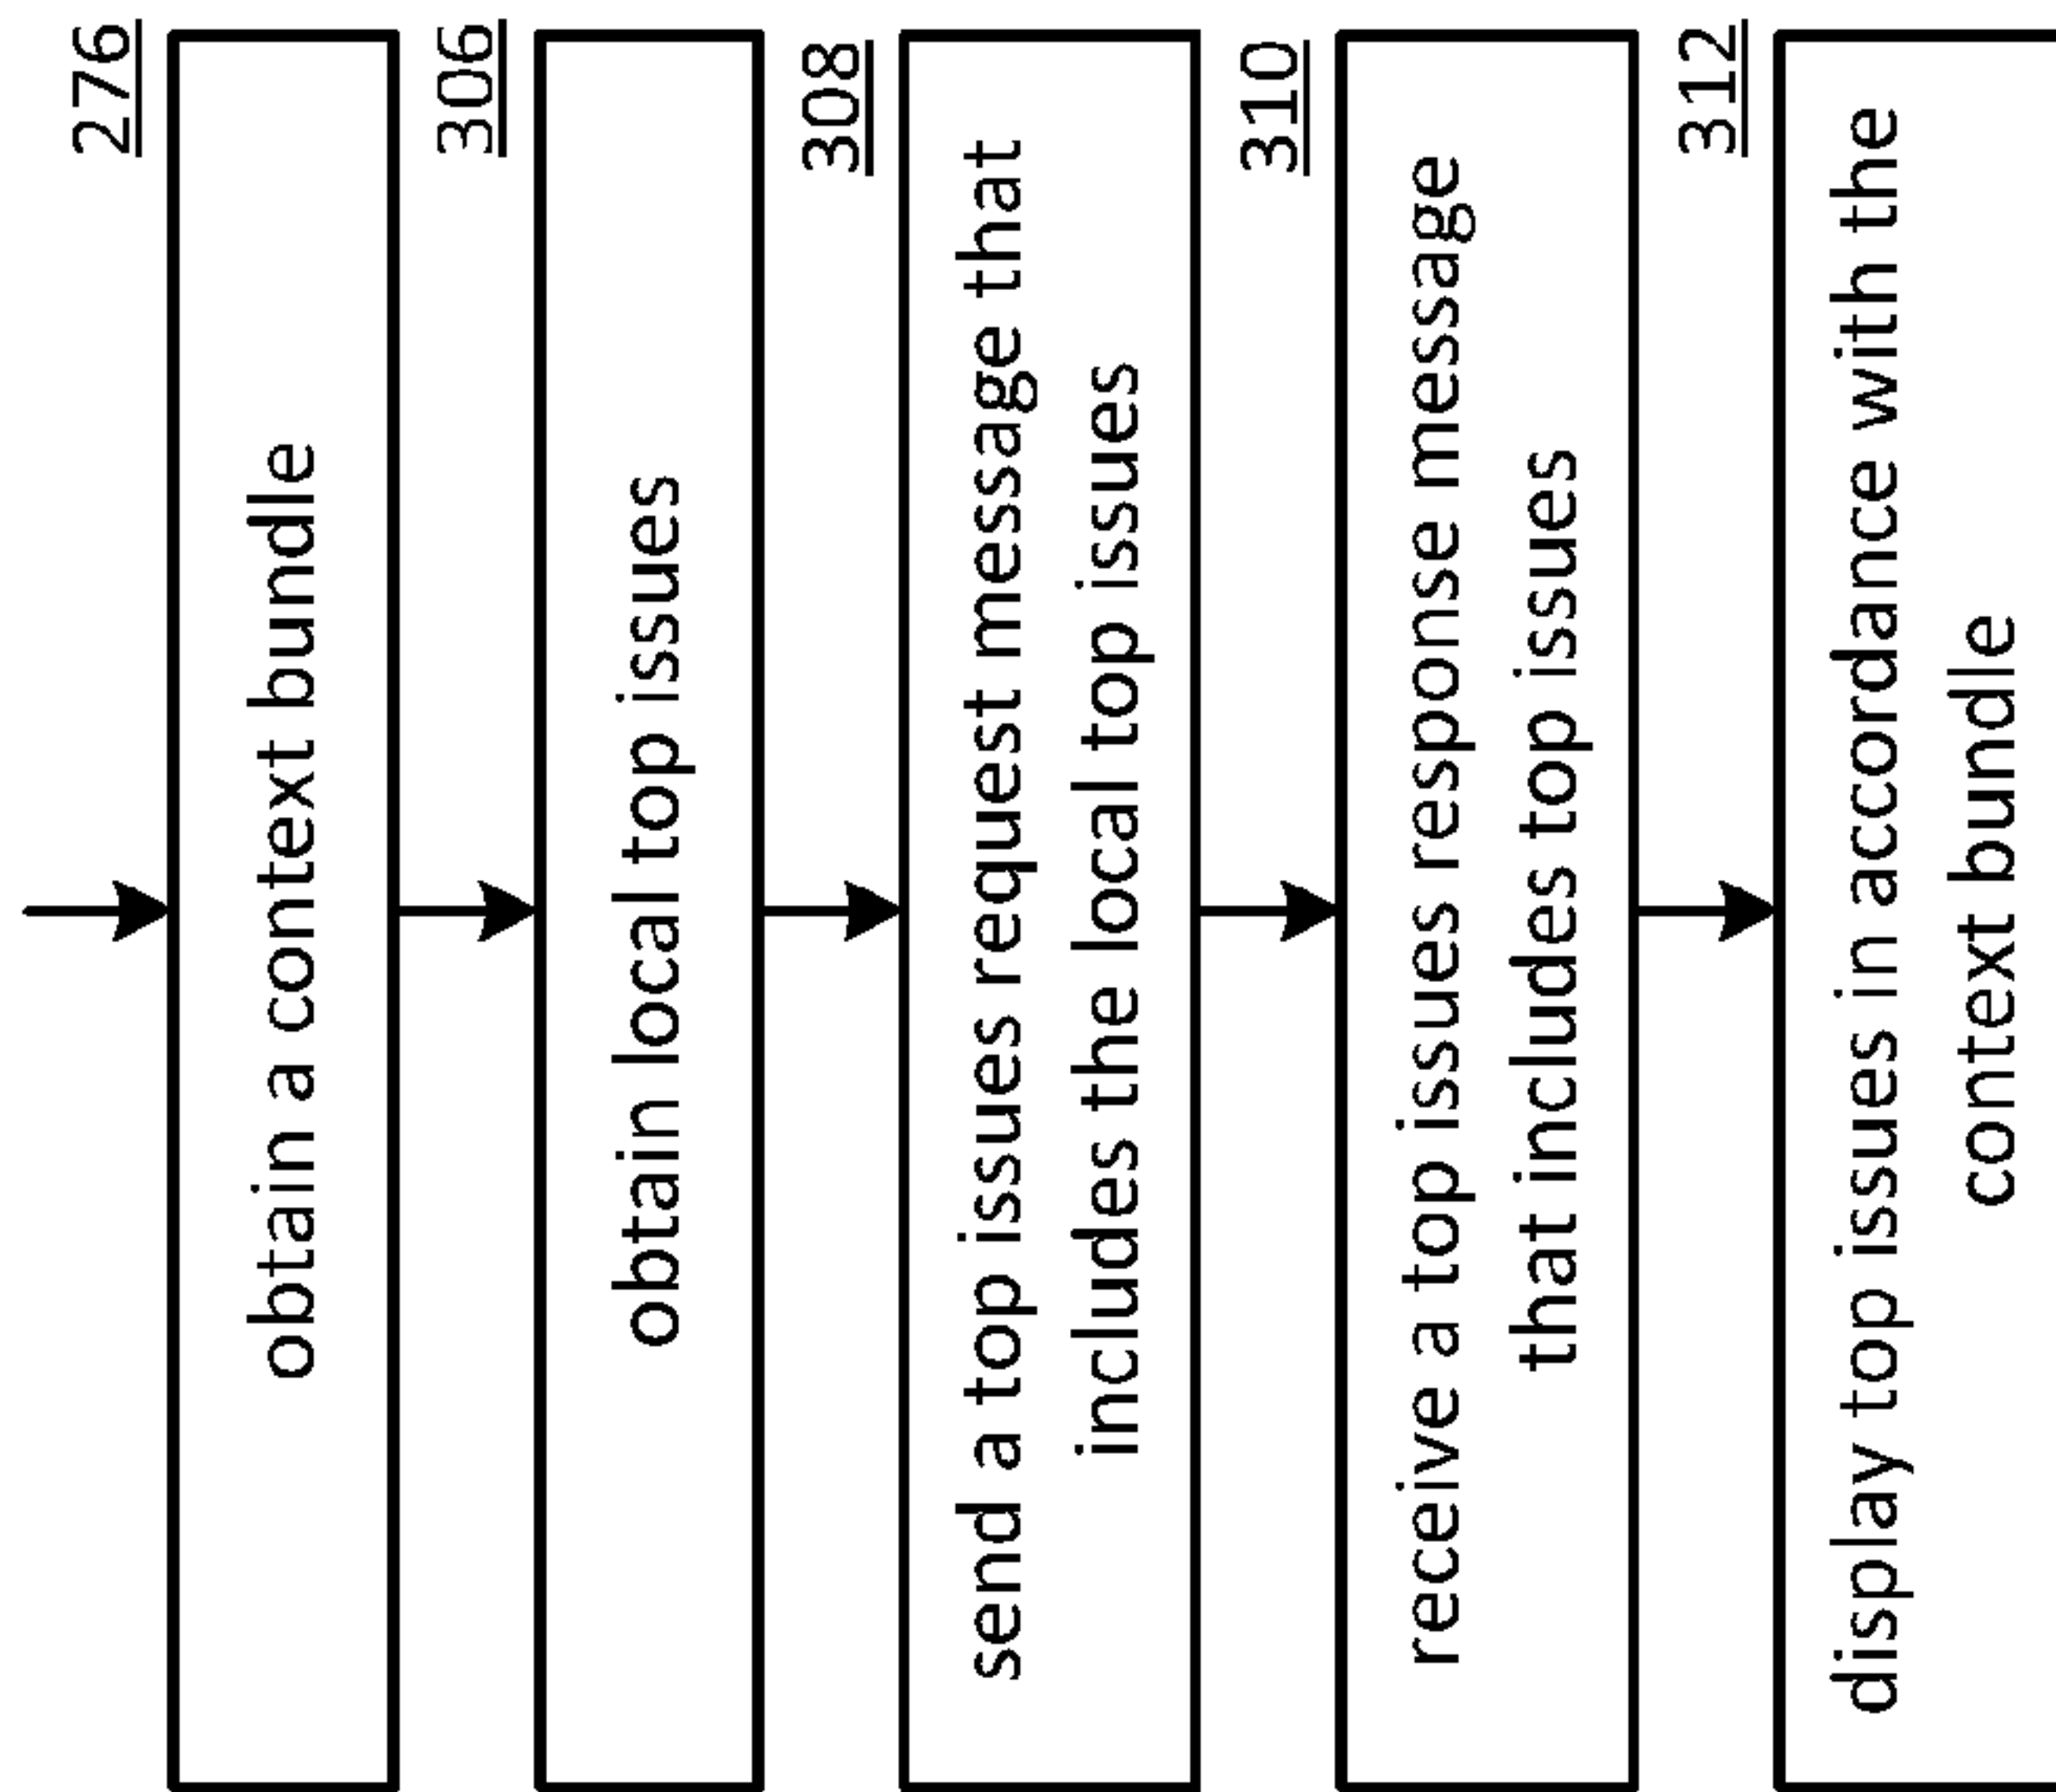 276
obtain a context bundle
306
obtain local top issues
308
send a top issues request message that
includes the local top issues
310
receive a top issues response message
that includes top issues
312
display top issues in accordance with the
context bundle